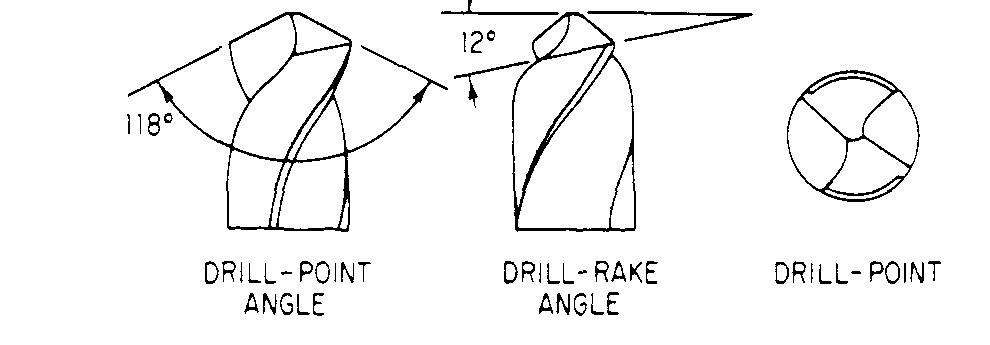 118°
12°
DRILL-POINT
ANGLE
DRILL-RAKE
ANGLE
DRILL-POINT